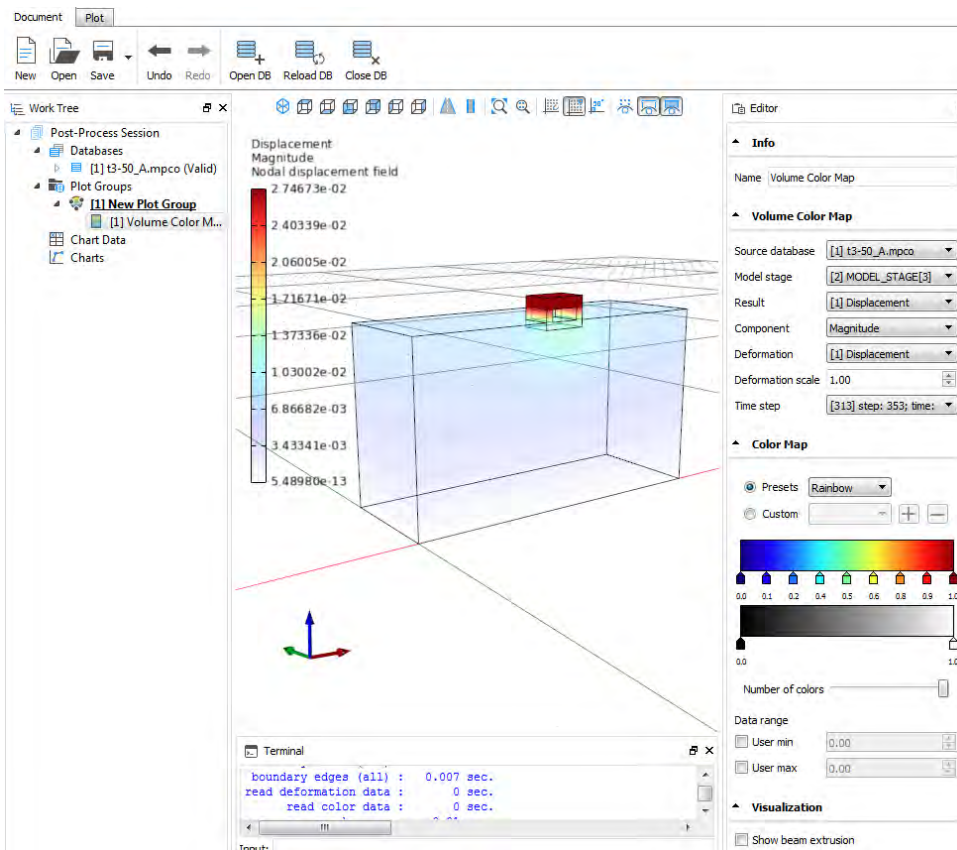 Document Plot
New Open Save Undo Redo Open DB Reload DB Close DB
Work Tree
Post-Process Session
Databases
[1] t3-50_A.mpco (Valid)
Plot Groups
[1] New Plot Group
[1] Volume Color M...
Chart Data
Charts
Displacement
Magnitude
Nodal displacement field
2.74673e-02
2.40339e-02
2.06005e-02
1.71671e-02
1.37336e-02
1.03002e-02
6.86682e-03
3.43341e-03
5.48980e-13
Terminal
boundary edges (all) : 0.007 sec.
read deformation data : 0 sec.
read color data : 0 sec.
Input:
Editor
Info
Name Volume Color Map
Volume Color Map
Source database [1] t3-50_A.mpco
Model stage [2] MODEL_STAGE[3]
Result [1] Displacement
Component Magnitude
Deformation [1] Displacement
Deformation scale 1.00
Time step [313] step: 353; time:
Color Map
Presets Rainbow
Custom
0.0 0.1 0.2 0.4 0.5 0.6 0.8 0.9 1.0
0.0 1.0
Number of colors
Data range
User min 0.00
User max 0.00
Visualization
Show beam extrusion